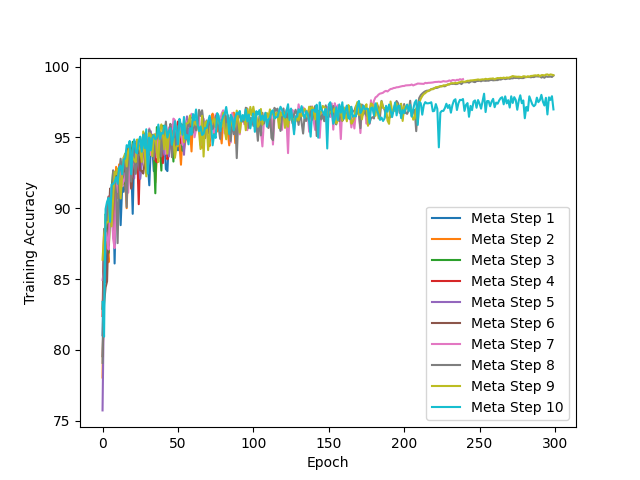 100
95
90
85
80
75
Training Accuracy
0 50 100 150 200 250 300
Epoch
Meta Step 1
Meta Step 2
Meta Step 3
Meta Step 4
Meta Step 5
Meta Step 6
Meta Step 7
Meta Step 8
Meta Step 9
Meta Step 10